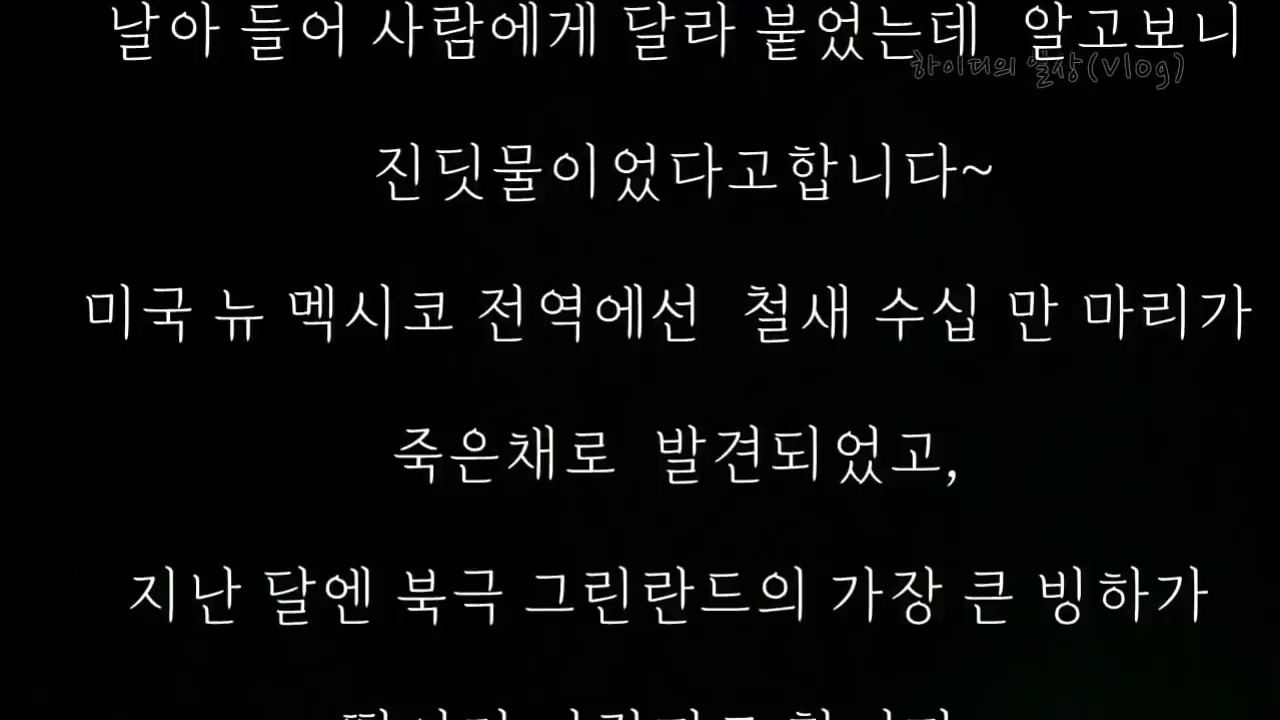 날아 들어 사람에게 달라 붙었는데 알고보니
하이디의 일상(Vlog)
진딧물이었다고합니다~
미국 뉴 멕시코 전역에선 철새 수십 만 마리가
죽은채로 발견되었고,
지난 달엔 북극 그린란드의 가장 큰 빙하가